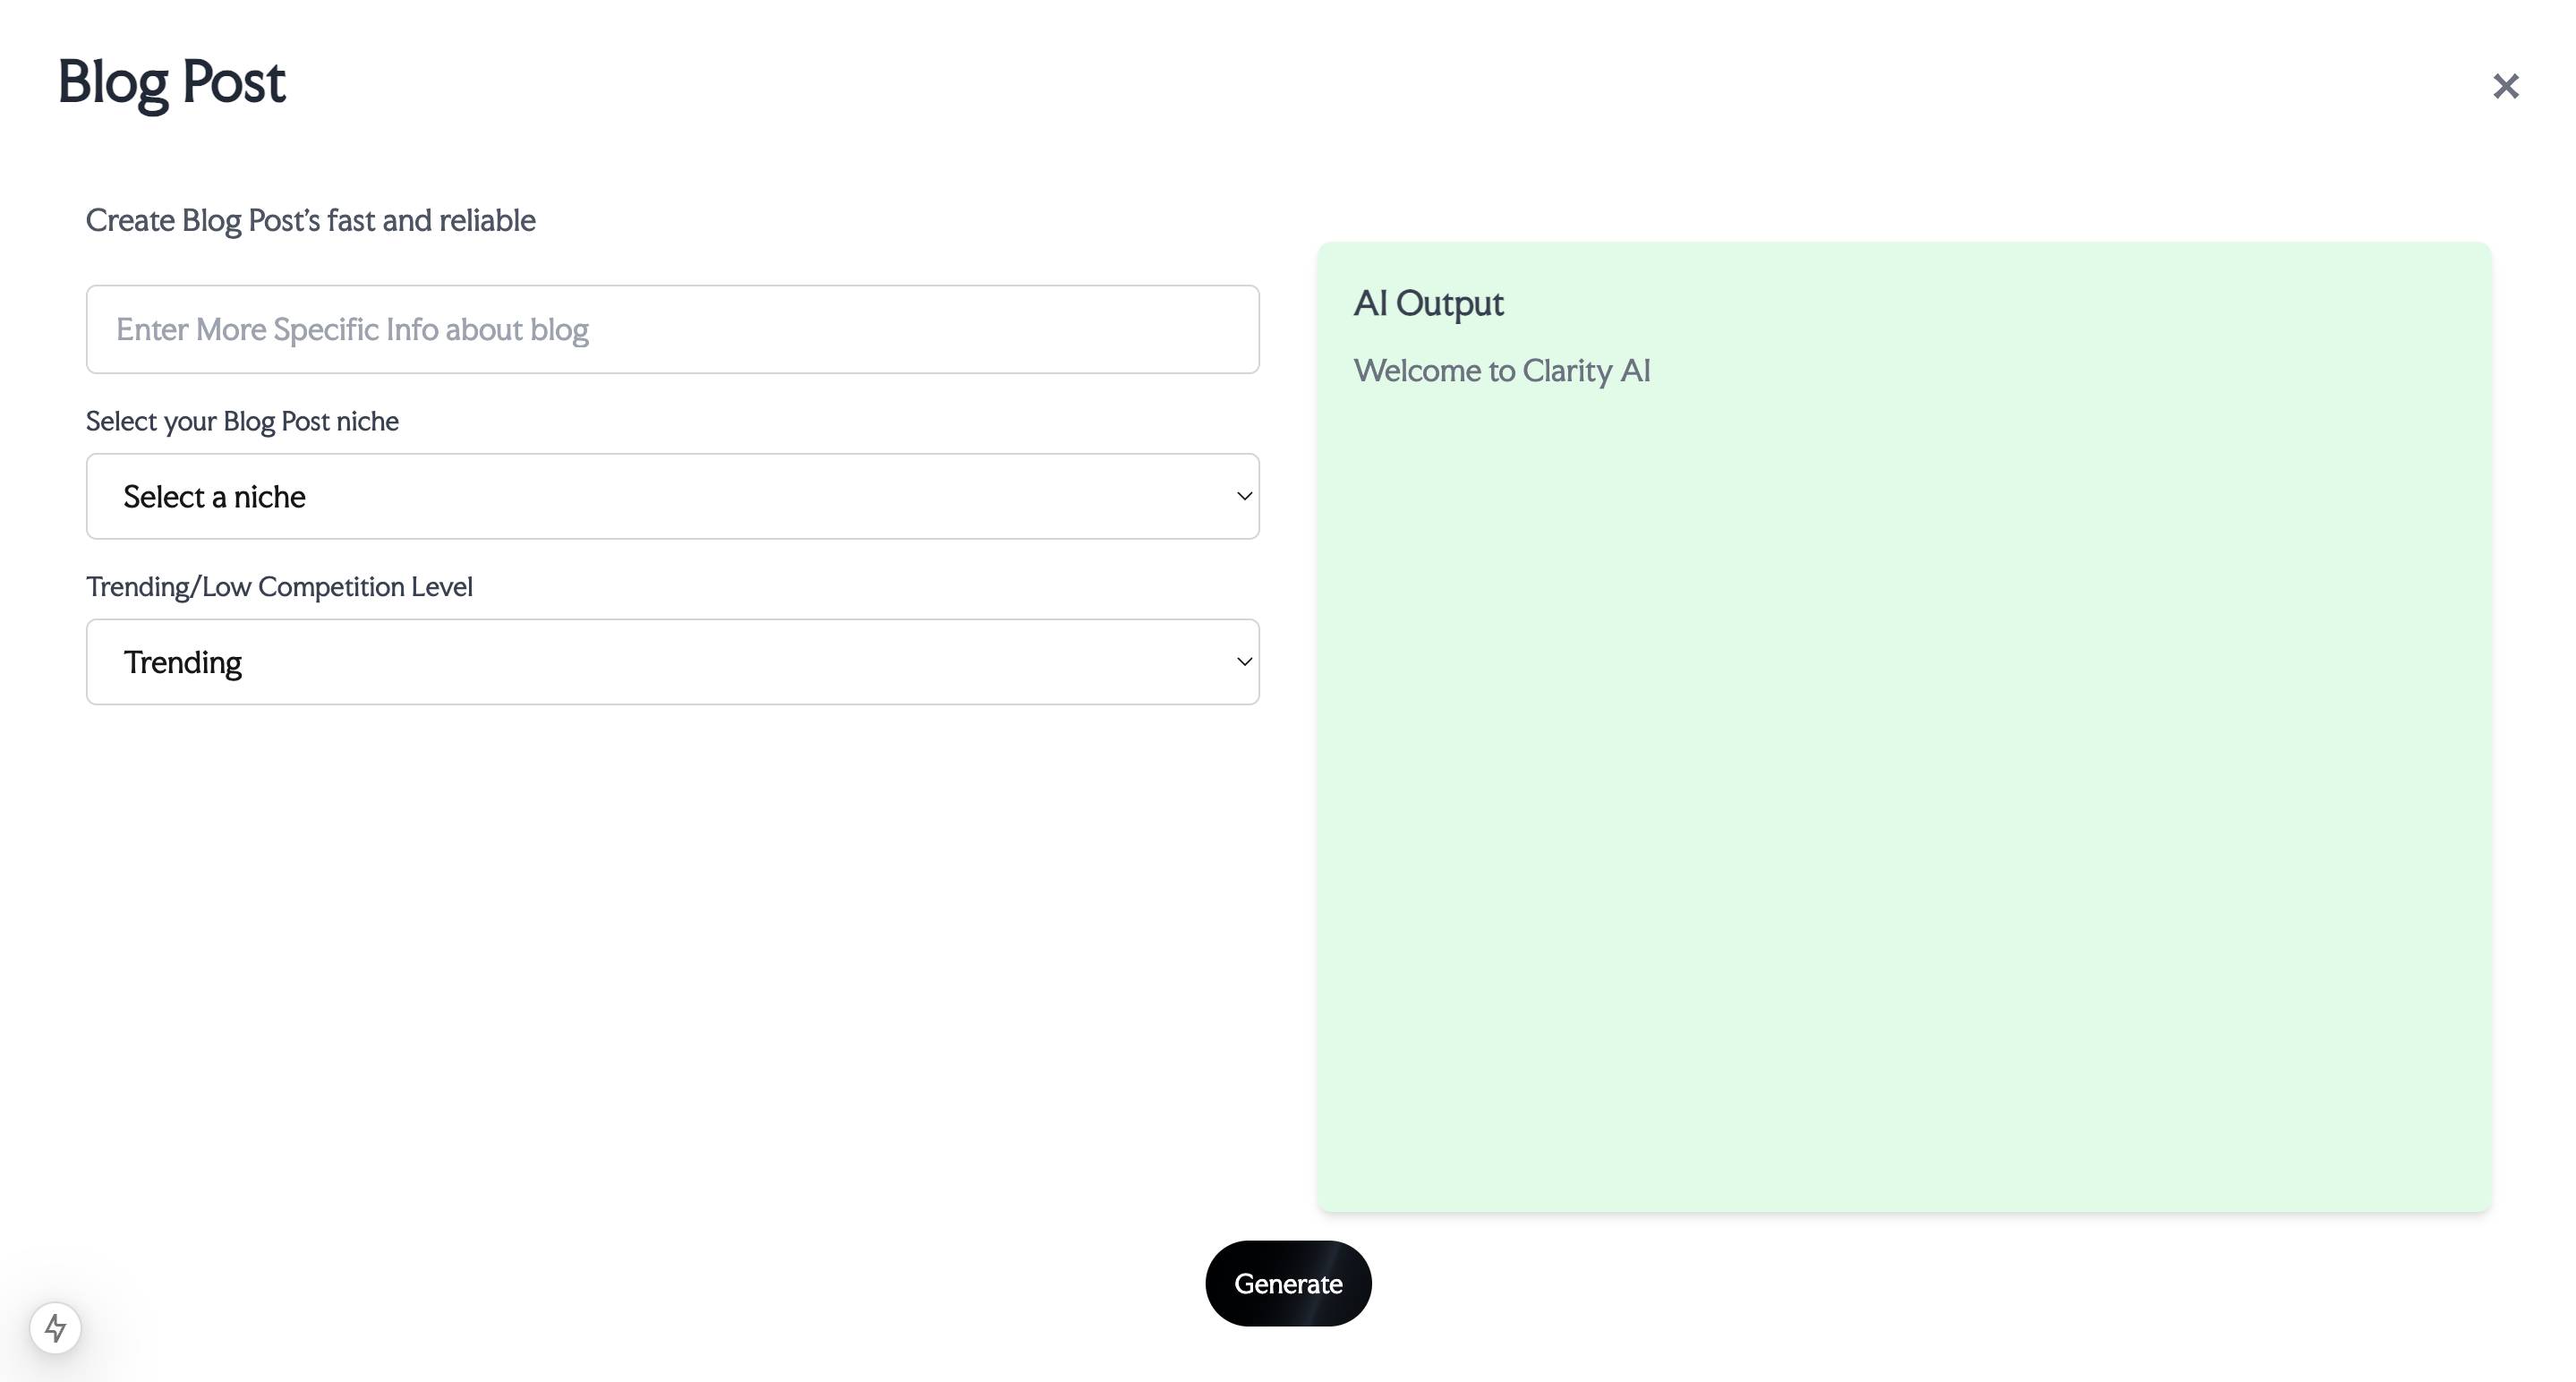 Blog Post
Create Blog Post's fast and reliable
Enter More Specific Info about blog
Select your Blog Post niche
Select a niche
Trending/Low Competition Level
Trending
AI Output
Welcome to Clarity AI
Generate